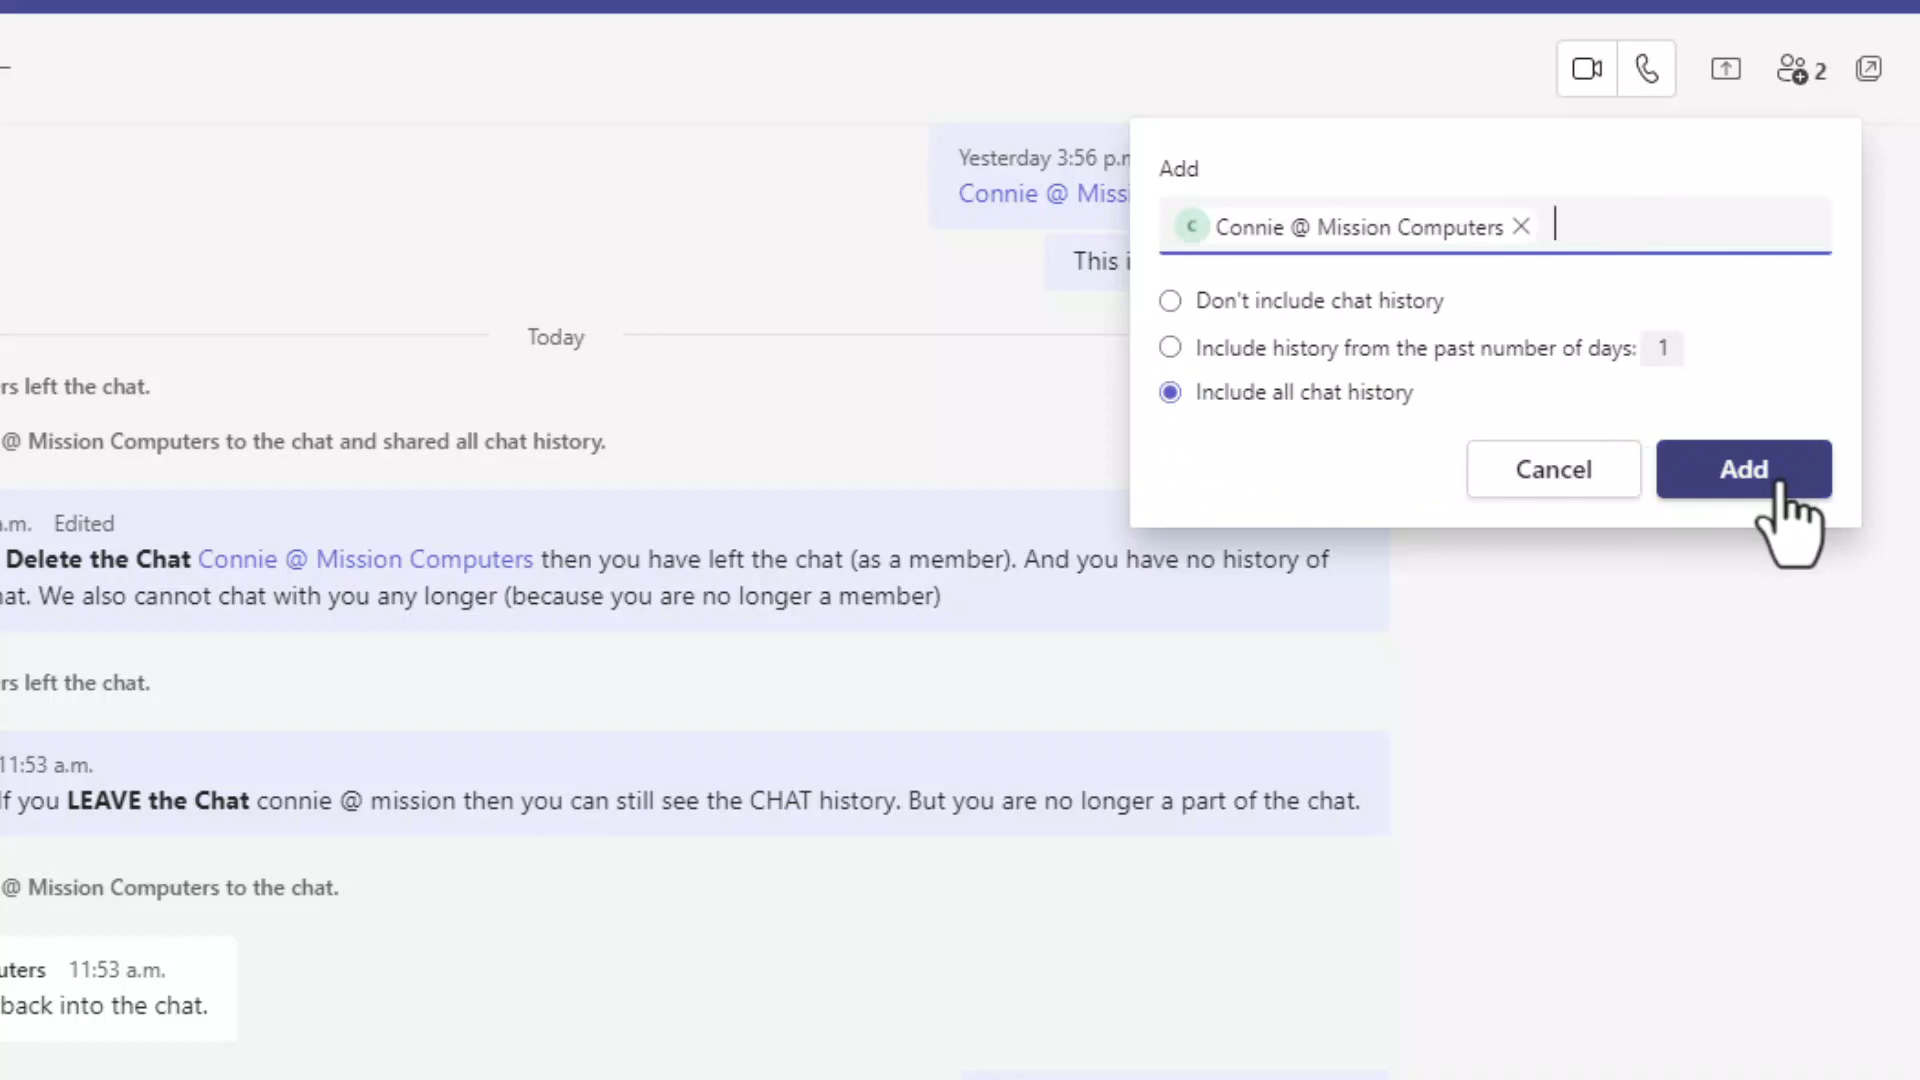 2
Yesterday 3:56 p.
Connie @ Missi
This i
Add
C Connie @ Mission Computers
Don't include chat history
Include history from the past number of days: 1
Include all chat history
Cancel
Add
Today
rs left the chat.
@ Mission Computers to the chat and shared all chat history.
a.m. Edited
Delete the Chat Connie @ Mission Computers then you have left the chat (as a member). And you have no history of
hat. We also cannot chat with you any longer (because you are no longer a member)
rs left the chat.
11:53 a.m.
If you LEAVE the Chat connie @ mission then you can still see the CHAT history. But you are no longer a part of the chat.
@ Mission Computers to the chat.
uters 11:53 a.m.
back into the chat.